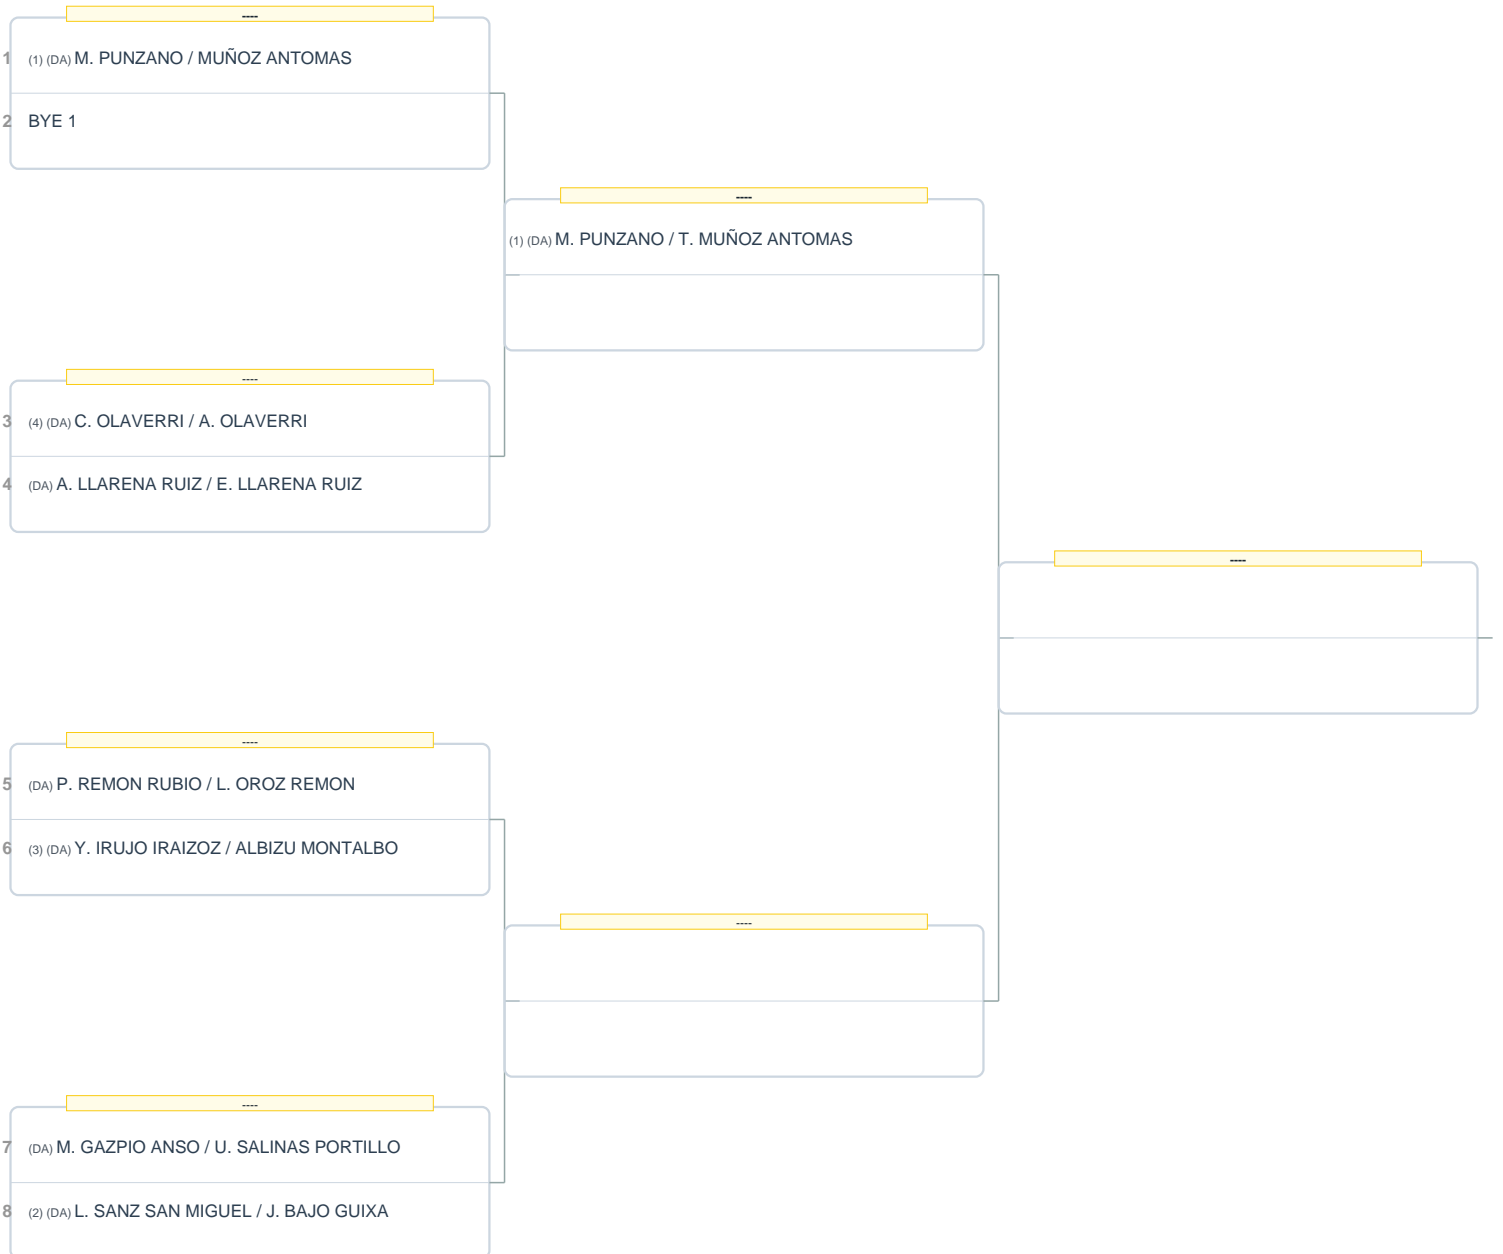 ----
1 (1) (DA) M. PUNZANO / MUÑOZ ANTOMAS
2 BYE 1
----
(1) (DA) M. PUNZANO / T. MUÑOZ ANTOMAS
----
3 (4) (DA) C. OLAVERRI / A. OLAVERRI
4 (DA) A. LLARENA RUIZ / E. LLARENA RUIZ
----
----
5 (DA) P. REMON RUBIO / L. OROZ REMON
6 (3) (DA) Y. IRUJO IRAIZOZ / ALBIZU MONTALBO
----
----
7 (DA) M. GAZPIO ANSO / U. SALINAS PORTILLO
8 (2) (DA) L. SANZ SAN MIGUEL / J. BAJO GUIXA